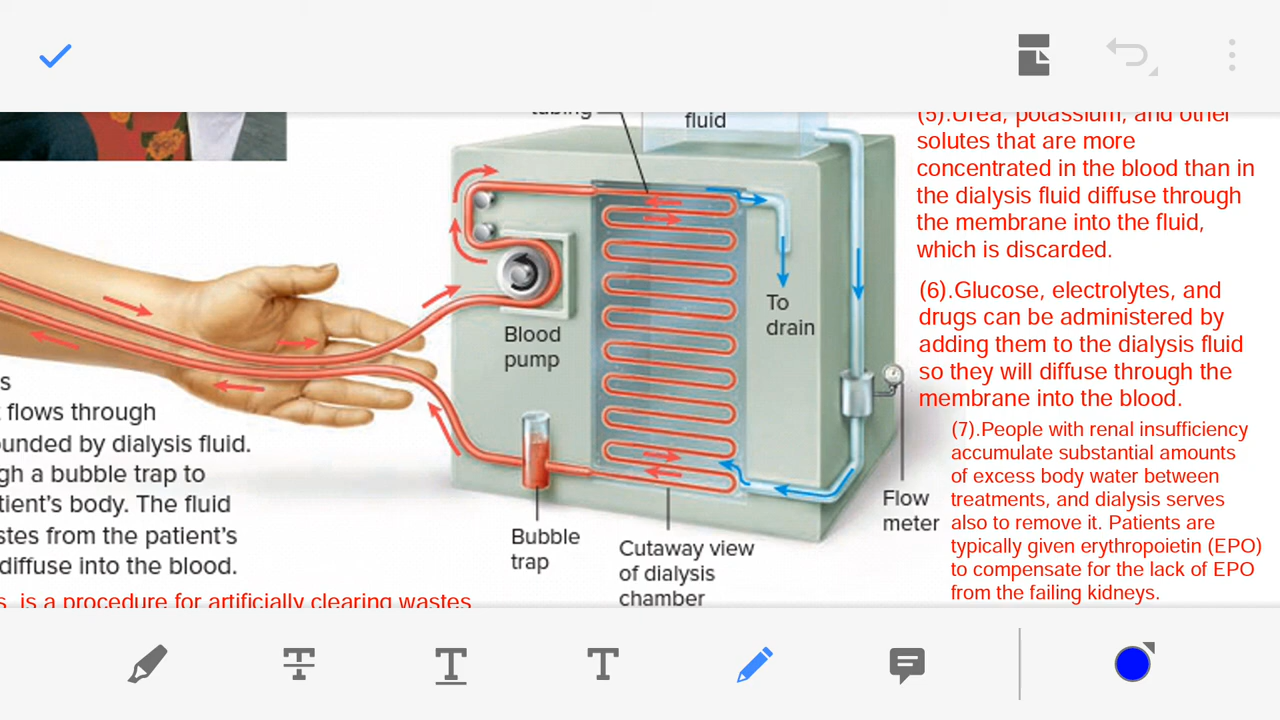 tubing
fluid
To
drain
Blood
pump
Flow
meter
Bubble
trap
Cutaway view
of dialysis
chamber
s
flows through
ounded by dialysis fluid.
gh a bubble trap to
tient's body. The fluid
stes from the patient's
diffuse into the blood.
s is a procedure for artificially clearing wastes
(5).Urea, potassium, and other
solutes that are more
concentrated in the blood than in
the dialysis fluid diffuse through
the membrane into the fluid,
which is discarded.
(6).Glucose, electrolytes, and
drugs can be administered by
adding them to the dialysis fluid
so they will diffuse through the
membrane into the blood.
(7).People with renal insufficiency
accumulate substantial amounts
of excess body water between
treatments, and dialysis serves
also to remove it. Patients are
typically given erythropoietin (EPO)
to compensate for the lack of EPO
from the failing kidneys.